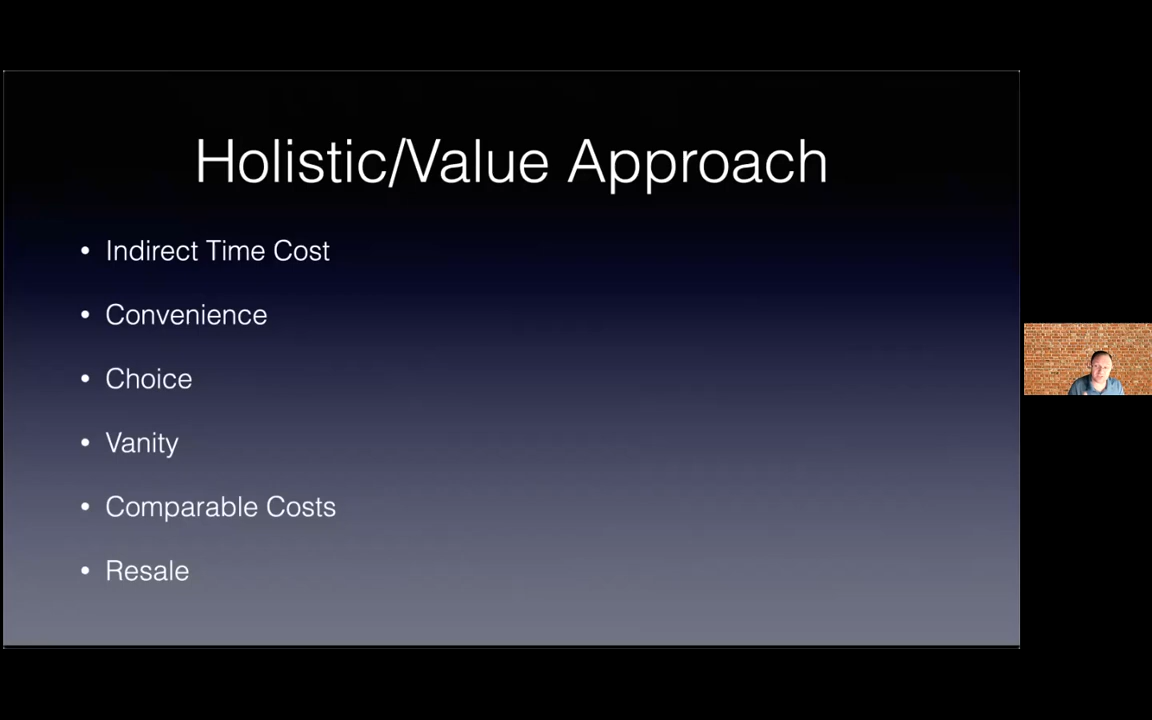 Holistic/Value Approach
• Indirect Time Cost
• Convenience
• Choice
• Vanity
• Comparable Costs
• Resale